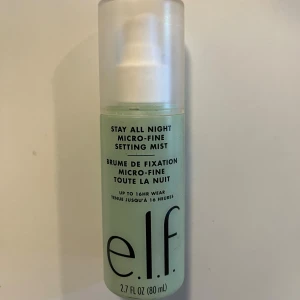 STAY ALL NIGHT
MICRO-FINE
SETTING MIST
BRUME DE FIXATION
MICRO-FINE
TOUTE LA NUIT
UP TO 16HR WEAR
TENUE JUSQU'À 16 HEURES
e.l.f.
2.7 FL OZ (80 mL)